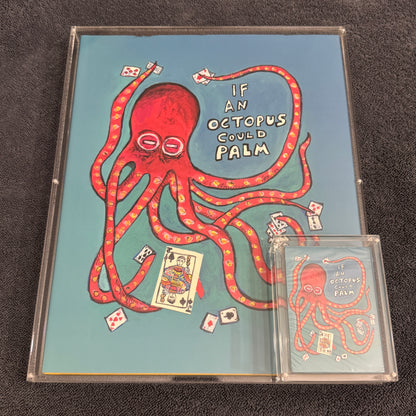 IF
AN
OCTOPUS
COULD
PALM
IF
AN
OCTOPUS
COULD
PALM